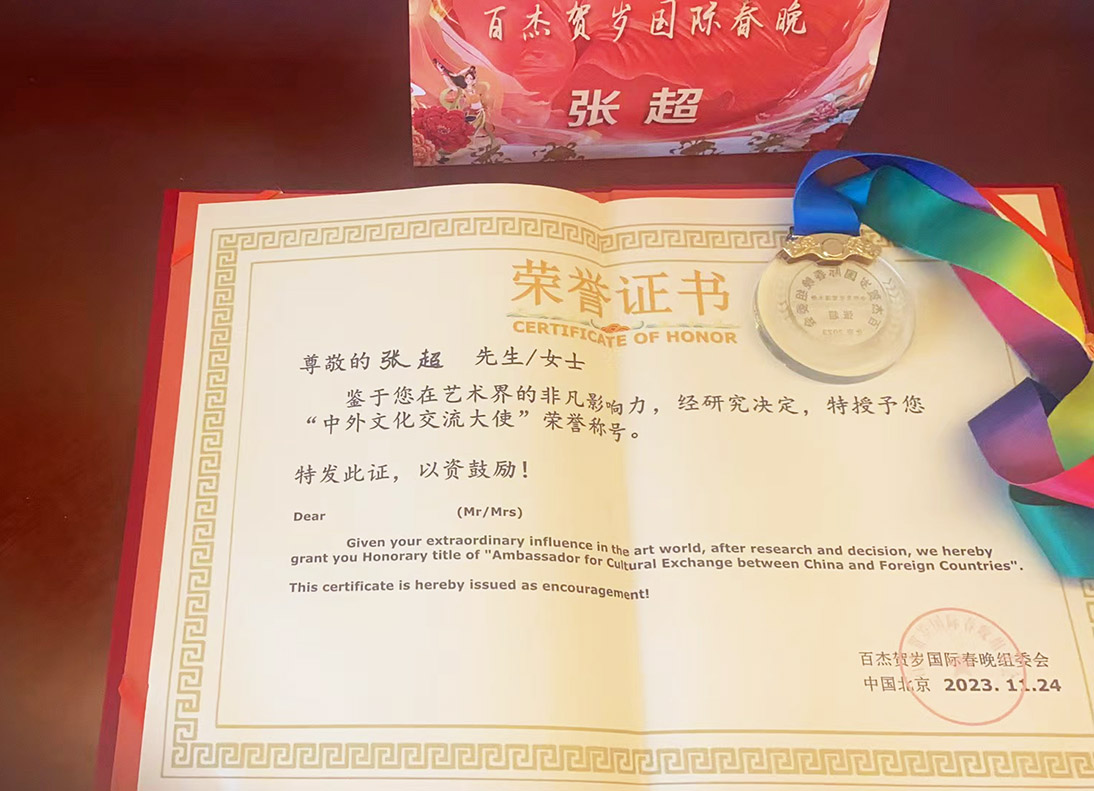 百杰贺岁国际春晚
张 超
荣誉证书
CERTIFICATE OF HONOR
尊敬的 张 超 先生/女士
鉴于您在艺术界的非凡影响力，经研究决定，特授予您
“中外文化交流大使”荣誉称号。
特发此证，以资鼓励！
Dear (Mr/Mrs)
Given your extraordinary influence in the art world, after research and decision, we hereby
grant you Honorary title of "Ambassador for Cultural Exchange between China and Foreign Countries".
This certificate is hereby issued as encouragement!
百杰贺岁国际春晚组委会
中国北京 2023. 11.24